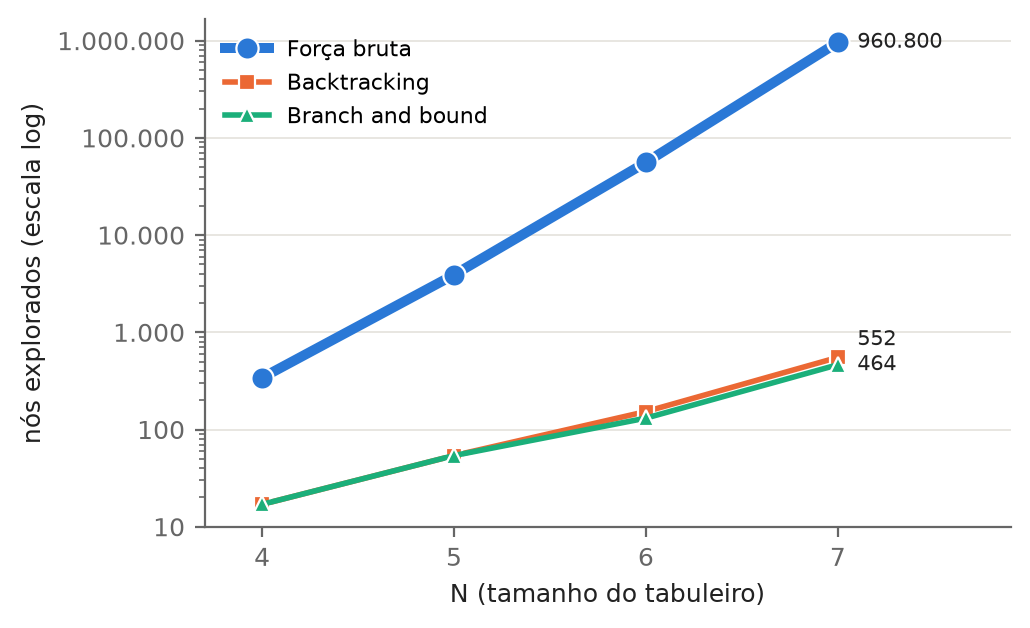 nós explorados (escala log)
1.000.000
100.000
10.000
1.000
100
10
Força bruta
Backtracking
Branch and bound
960.800
552
464
4 5 6 7
N (tamanho do tabuleiro)